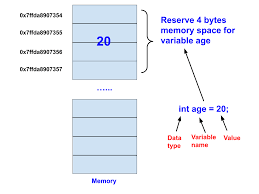 0x7ffda8907354
0x7ffda8907355
0x7ffda8907356
0x7ffda8907357
20
Reserve 4 bytes
memory space for
variable age
......
int age = 20;
Data
type
Variable
name
Value
Memory